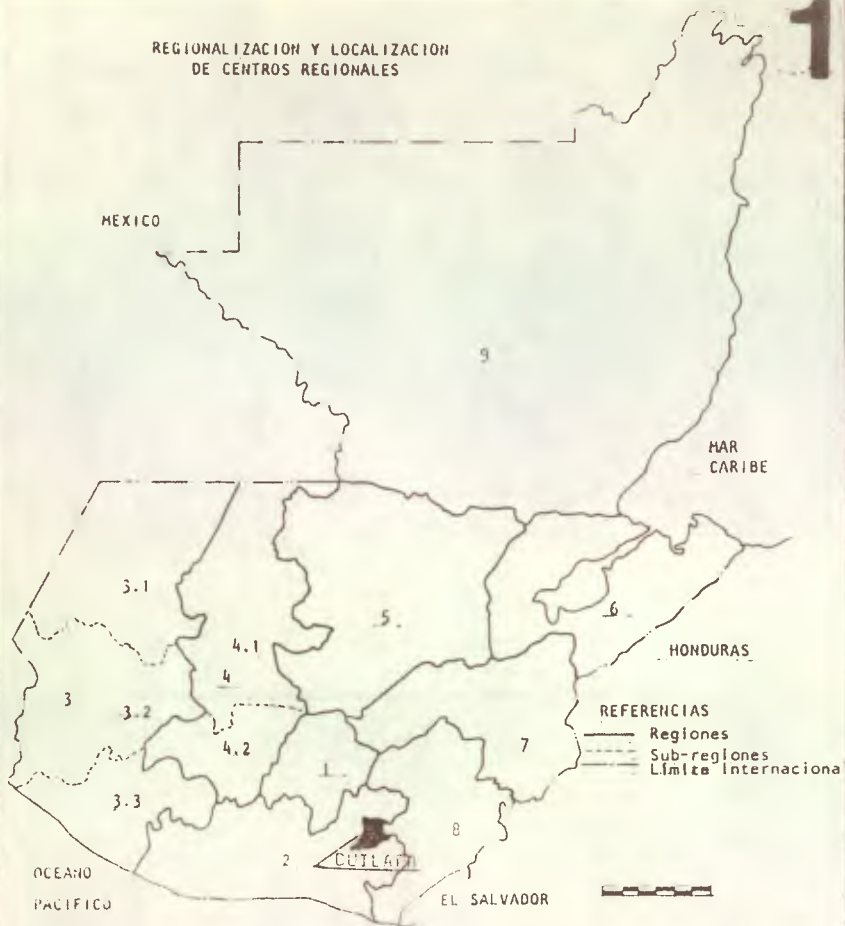 1
REGIONALIZACION Y LOCALIZACION
DE CENTROS REGIONALES
MEXICO
9
MAR
CARIBE
3.1
5
6
4.1
4
HONDURAS
3
3.2
REFERENCIAS
Regiones
Sub-regiones
Límite Internaciona
4.2
1
7
3.3
8
2
OCEANO
PACIFICO
EL SALVADOR